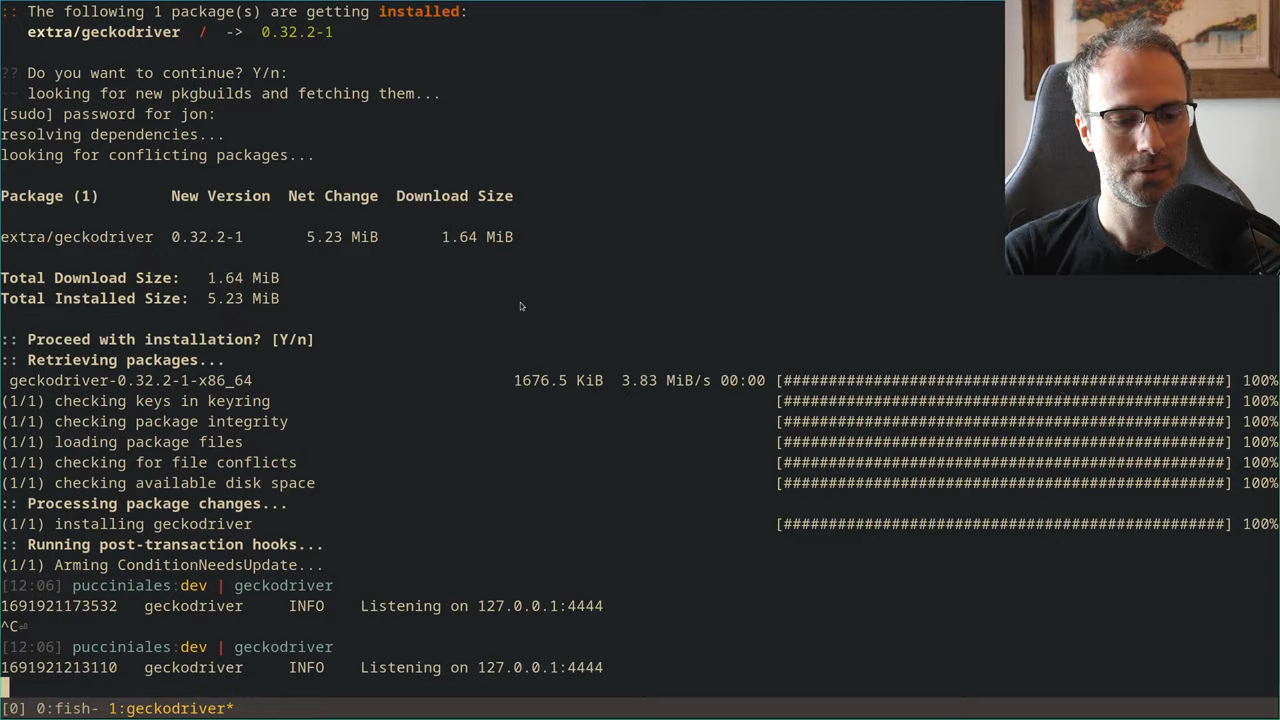 :: The following 1 package(s) are getting installed:
extra/geckodriver / -> 0.32.2-1
?? Do you want to continue? Y/n:
~~ looking for new pkgbuilds and fetching them...
[sudo] password for jon:
resolving dependencies...
looking for conflicting packages...
Package (1) New Version Net Change Download Size
extra/geckodriver 0.32.2-1 5.23 MiB 1.64 MiB
Total Download Size: 1.64 MiB
Total Installed Size: 5.23 MiB
:: Proceed with installation? [Y/n]
:: Retrieving packages...
geckodriver-0.32.2-1-x86_64 1676.5 KiB 3.83 MiB/s 00:00 [#################################################] 100%
(1/1) checking keys in keyring [#################################################] 100%
(1/1) checking package integrity [#################################################] 100%
(1/1) loading package files [#################################################] 100%
(1/1) checking for file conflicts [#################################################] 100%
(1/1) checking available disk space [#################################################] 100%
:: Processing package changes...
(1/1) installing geckodriver [#################################################] 100%
:: Running post-transaction hooks...
(1/1) Arming ConditionNeedsUpdate...
[12:06] pucciniales:dev | geckodriver
1691921173532 geckodriver INFO Listening on 127.0.0.1:4444
^C⏎
[12:06] pucciniales:dev | geckodriver
1691921213110 geckodriver INFO Listening on 127.0.0.1:4444
[0] 0:fish- 1:geckodriver*